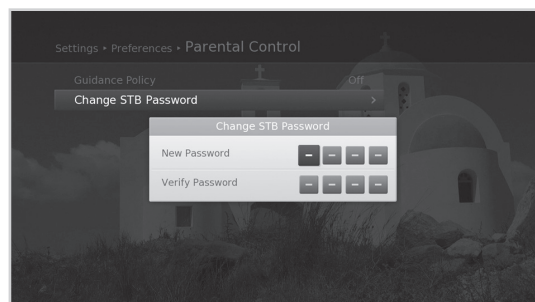 Settings • Preferences • Parental Control
Guidance Policy Off
Change STB Password >
Change STB Password
New Password – – – –
Verify Password – – – –